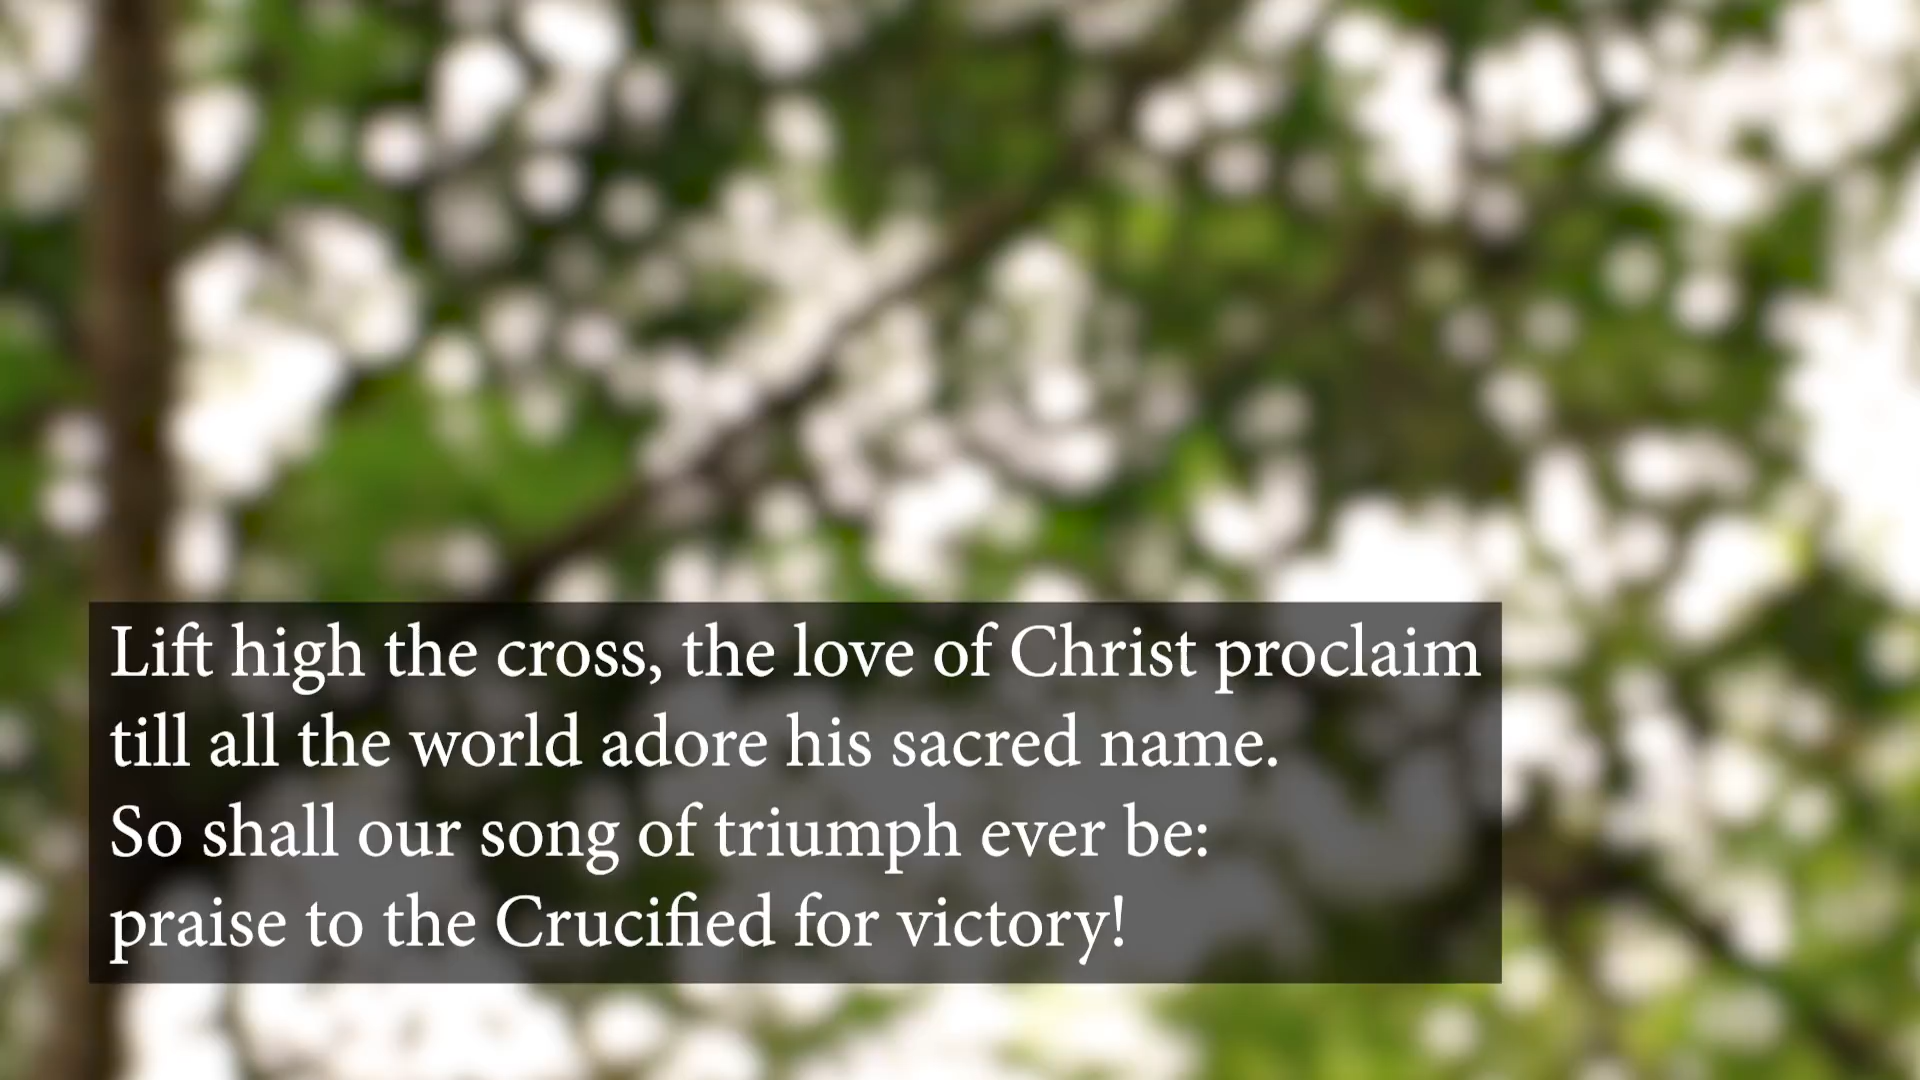 Lift high the cross, the love of Christ proclaim
till all the world adore his sacred name.
So shall our song of triumph ever be:
praise to the Crucified for victory!